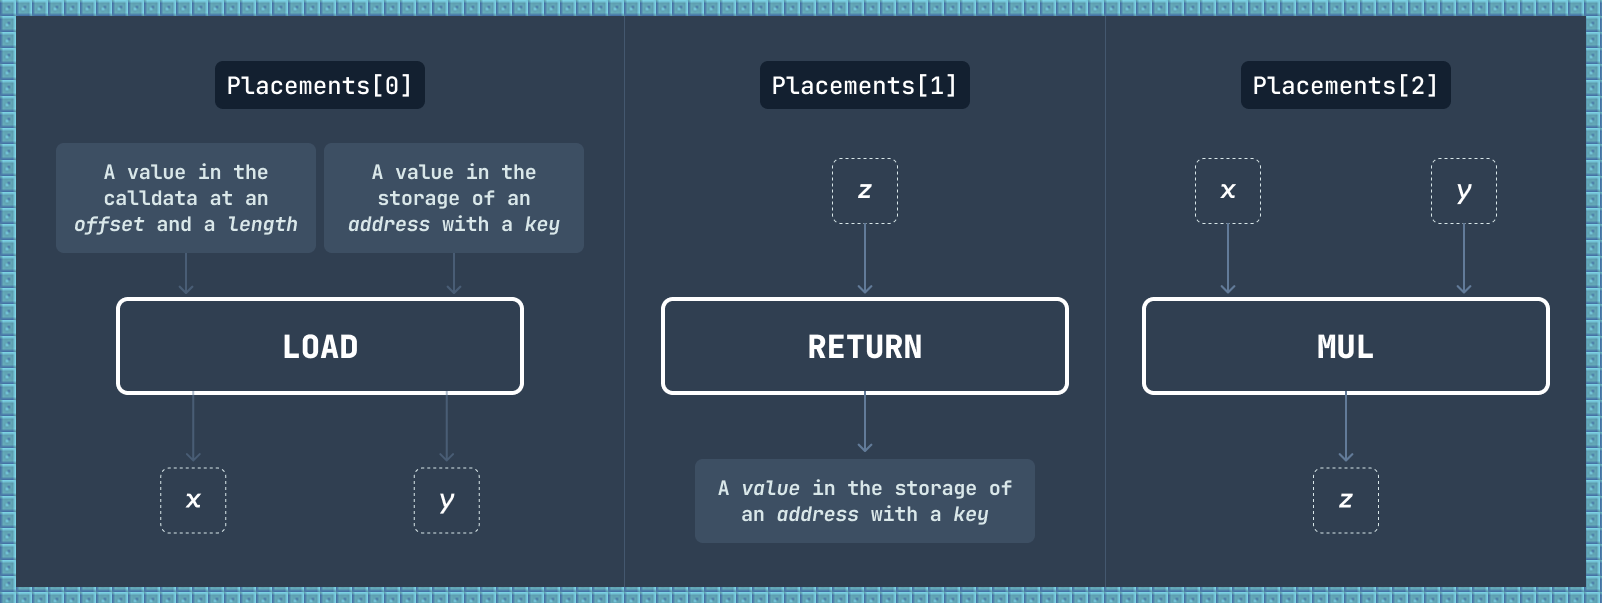 Placements[0]
A value in the
calldata at an
offset and a length
A value in the
storage of an
address with a key
LOAD
x
y
Placements[1]
z
RETURN
A value in the storage of
an address with a key
Placements[2]
x
y
MUL
z